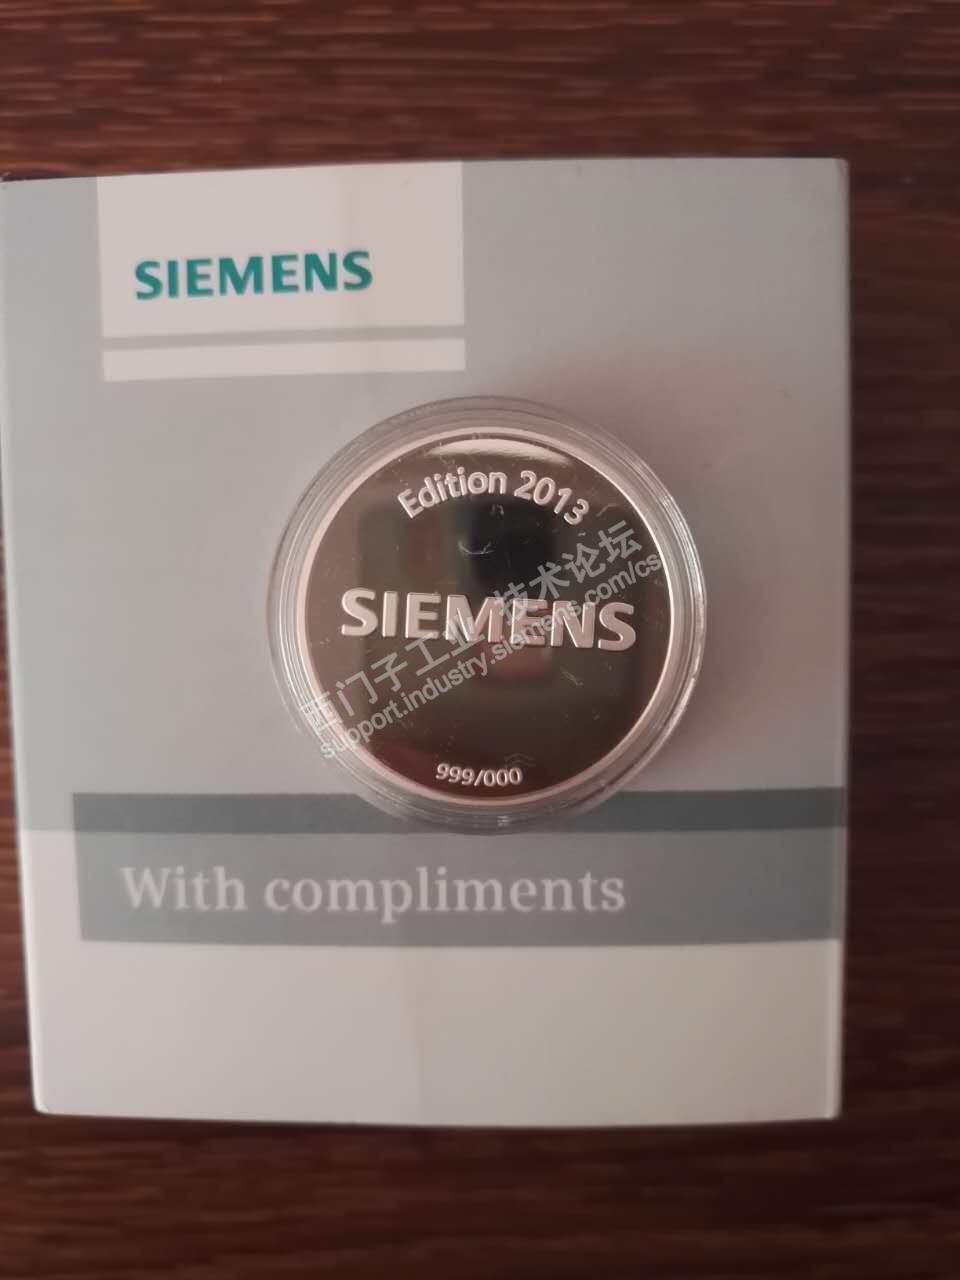 SIEMENS
Edition 2013
SIEMENS
西门子工业 技术论坛
support.industry.siemens.com/cs
999/000
With compliments